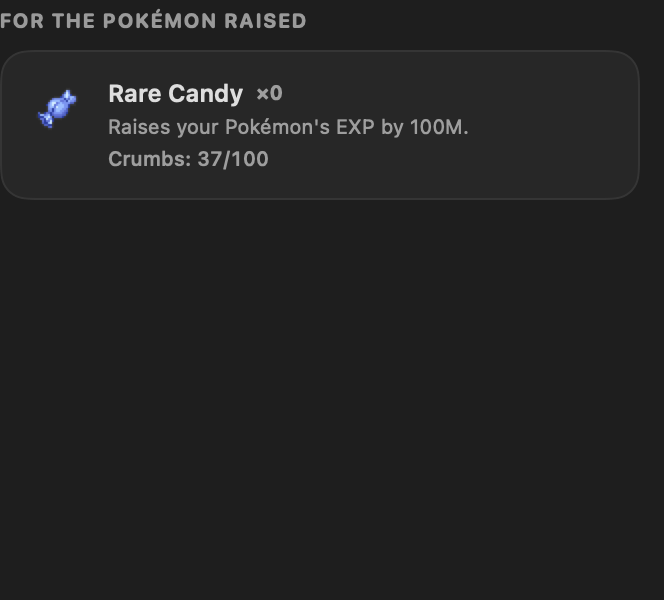 FOR THE POKÉMON RAISED
Rare Candy ×0
Raises your Pokémon's EXP by 100M.
Crumbs: 37/100